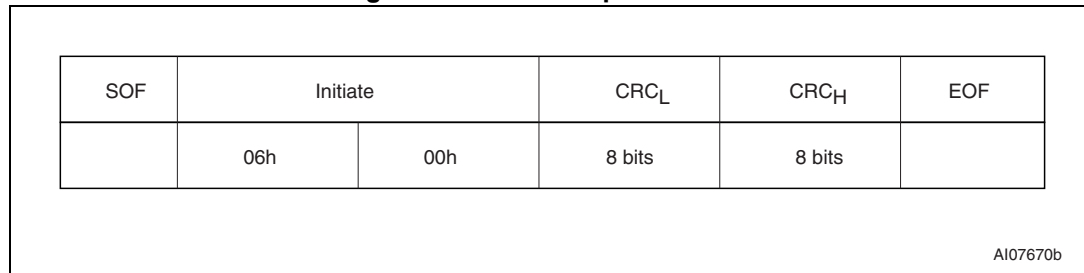 SOF Initiate CRCL CRCH EOF
06h 00h 8 bits 8 bits
AI07670b